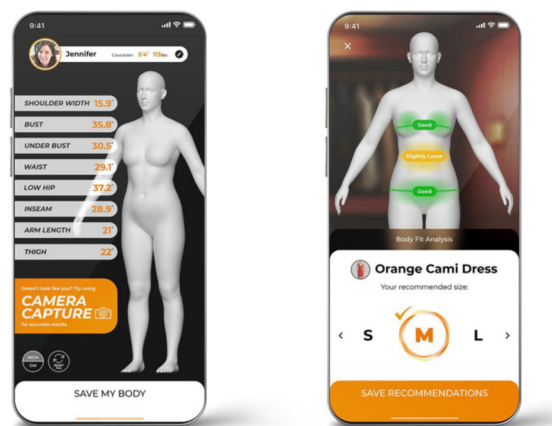 9:41
Jennifer Caucasian 5'4" 115lbs
SHOULDER WIDTH 15.9"
BUST 35.8"
UNDER BUST 30.5"
WAIST 29.1"
LOW HIP 37.2"
INSEAM 28.9"
ARM LENGTH 21"
THIGH 22"
Doesn't look like you? Try using:
CAMERA
CAPTURE
for accurate results
INCH
CM
SAVE MY BODY
9:41
Good
Slightly Loose
Good
Body Fit Analysis
Orange Cami Dress
Your recommended size:
S M L
SAVE RECOMMENDATIONS